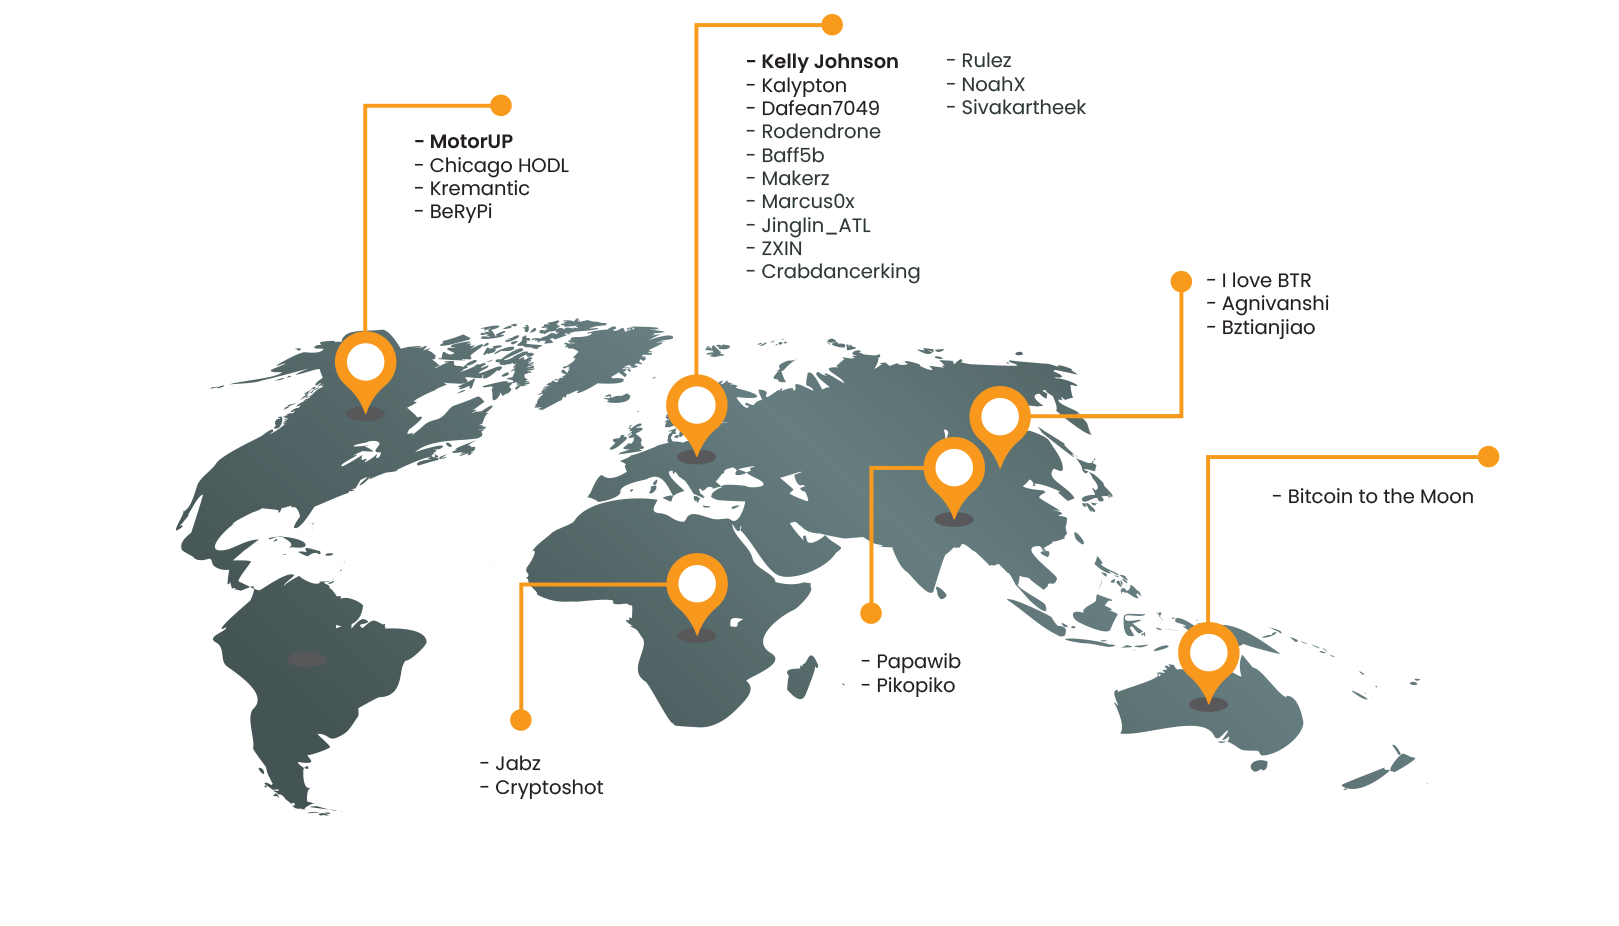 - MotorUP
- Chicago HODL
- Kremantic
- BeRyPi
- Kelly Johnson
- Kalypton
- Dafean7049
- Rodendrone
- Baff5b
- Makerz
- Marcus0x
- Jinglin_ATL
- ZXIN
- Crabdancerking
- Rulez
- NoahX
- Sivakartheek
- I love BTR
- Agnivanshi
- Bztianjiao
- Bitcoin to the Moon
- Papawib
- Pikopiko
- Jabz
- Cryptoshot